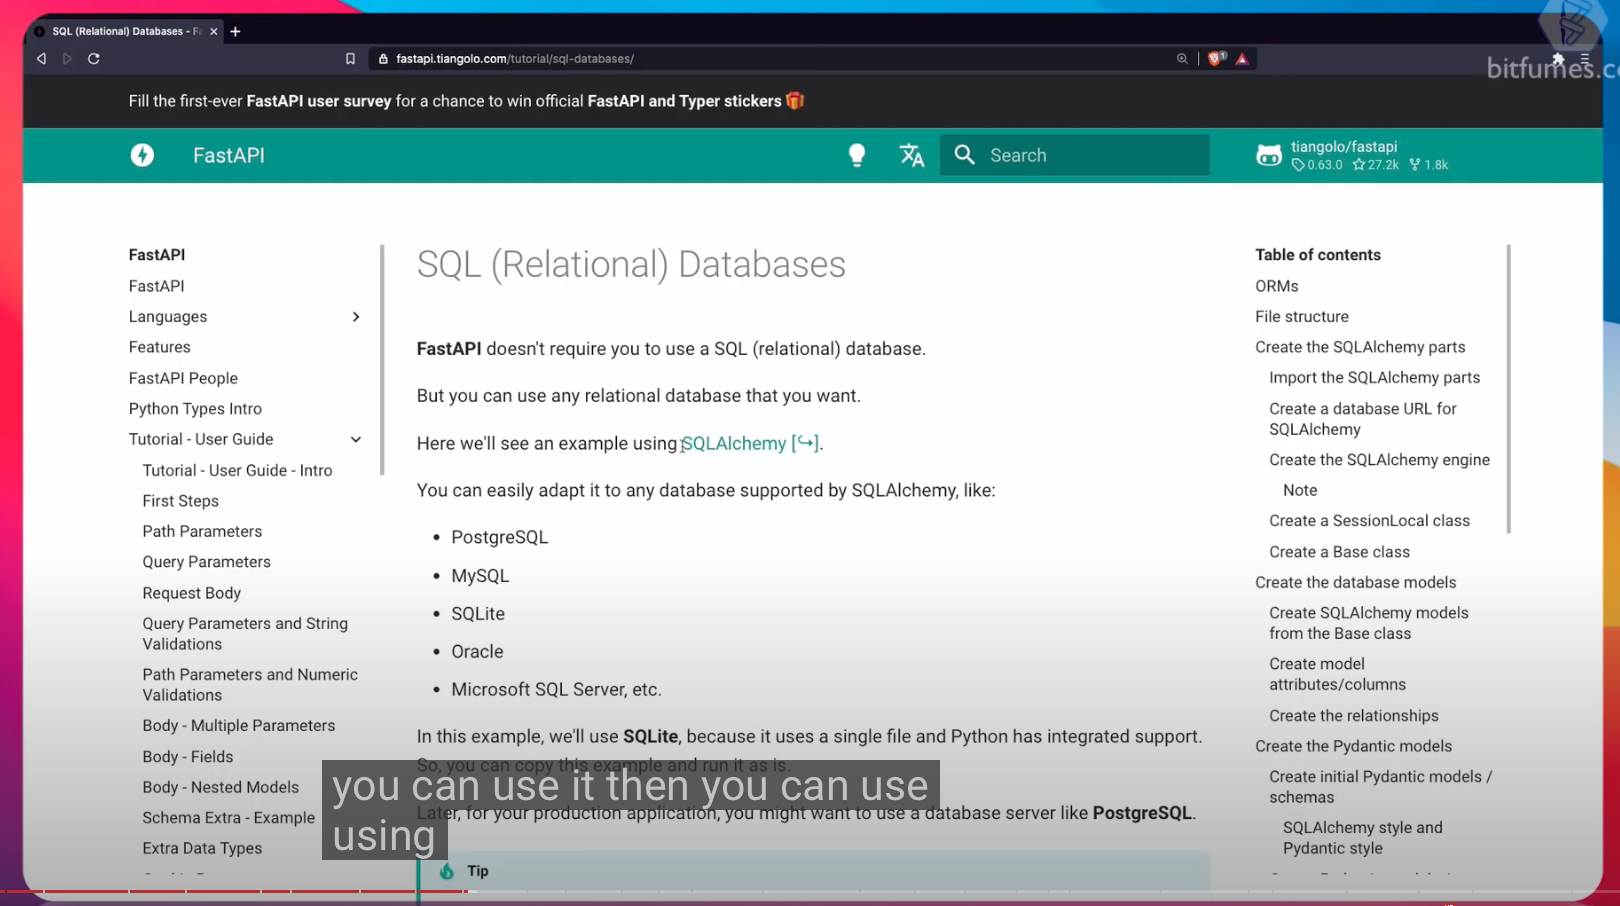 SQL (Relational) Databases - Fa
fastapi.tiangolo.com/tutorial/sql-databases/
bitfumes.co
Fill the first-ever FastAPI user survey for a chance to win official FastAPI and Typer stickers
FastAPI
Search
tiangolo/fastapi
0.63.0 27.2k 1.8k
FastAPI
FastAPI
Languages
Features
FastAPI People
Python Types Intro
Tutorial - User Guide
Tutorial - User Guide - Intro
First Steps
Path Parameters
Query Parameters
Request Body
Query Parameters and String
Validations
Path Parameters and Numeric
Validations
Body - Multiple Parameters
Body - Fields
Body - Nested Models
Schema Extra - Example
Extra Data Types
SQL (Relational) Databases
FastAPI doesn't require you to use a SQL (relational) database.
But you can use any relational database that you want.
Here we'll see an example using SQLAlchemy [↪].
You can easily adapt it to any database supported by SQLAlchemy, like:
• PostgreSQL
• MySQL
• SQLite
• Oracle
• Microsoft SQL Server, etc.
In this example, we'll use SQLite, because it uses a single file and Python has integrated support.
So, you can copy this example and run it as is.
Later, for your production application, you might want to use a database server like PostgreSQL.
Tip
you can use it then you can use
using
Table of contents
ORMs
File structure
Create the SQLAlchemy parts
Import the SQLAlchemy parts
Create a database URL for
SQLAlchemy
Create the SQLAlchemy engine
Note
Create a SessionLocal class
Create a Base class
Create the database models
Create SQLAlchemy models
from the Base class
Create model
attributes/columns
Create the relationships
Create the Pydantic models
Create initial Pydantic models /
schemas
SQLAlchemy style and
Pydantic style